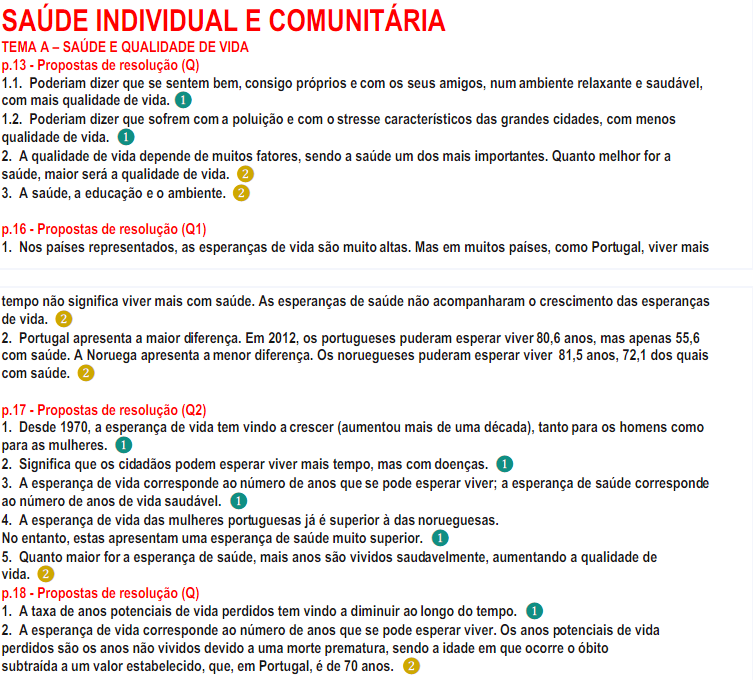 SAÚDE INDIVIDUAL E COMUNITÁRIA
TEMA A – SAÚDE E QUALIDADE DE VIDA
p.13 - Propostas de resolução (Q)
1.1. Poderiam dizer que se sentem bem, consigo próprios e com os seus amigos, num ambiente relaxante e saudável,
com mais qualidade de vida. 1
1.2. Poderiam dizer que sofrem com a poluição e com o stresse característicos das grandes cidades, com menos
qualidade de vida. 1
2. A qualidade de vida depende de muitos fatores, sendo a saúde um dos mais importantes. Quanto melhor for a
saúde, maior será a qualidade de vida. 2
3. A saúde, a educação e o ambiente. 2
p.16 - Propostas de resolução (Q1)
1. Nos países representados, as esperanças de vida são muito altas. Mas em muitos países, como Portugal, viver mais
tempo não significa viver mais com saúde. As esperanças de saúde não acompanharam o crescimento das esperanças
de vida. 2
2. Portugal apresenta a maior diferença. Em 2012, os portugueses puderam esperar viver 80,6 anos, mas apenas 55,6
com saúde. A Noruega apresenta a menor diferença. Os noruegueses puderam esperar viver 81,5 anos, 72,1 dos quais
com saúde. 2
p.17 - Propostas de resolução (Q2)
1. Desde 1970, a esperança de vida tem vindo a crescer (aumentou mais de uma década), tanto para os homens como
para as mulheres. 1
2. Significa que os cidadãos podem esperar viver mais tempo, mas com doenças. 1
3. A esperança de vida corresponde ao número de anos que se pode esperar viver; a esperança de saúde corresponde
ao número de anos de vida saudável. 1
4. A esperança de vida das mulheres portuguesas já é superior à das norueguesas.
No entanto, estas apresentam uma esperança de saúde muito superior. 1
5. Quanto maior for a esperança de saúde, mais anos são vividos saudavelmente, aumentando a qualidade de
vida. 2
p.18 - Propostas de resolução (Q)
1. A taxa de anos potenciais de vida perdidos tem vindo a diminuir ao longo do tempo. 1
2. A esperança de vida corresponde ao número de anos que se pode esperar viver. Os anos potenciais de vida
perdidos são os anos não vividos devido a uma morte prematura, sendo a idade em que ocorre o óbito
subtraída a um valor estabelecido, que, em Portugal, é de 70 anos. 2